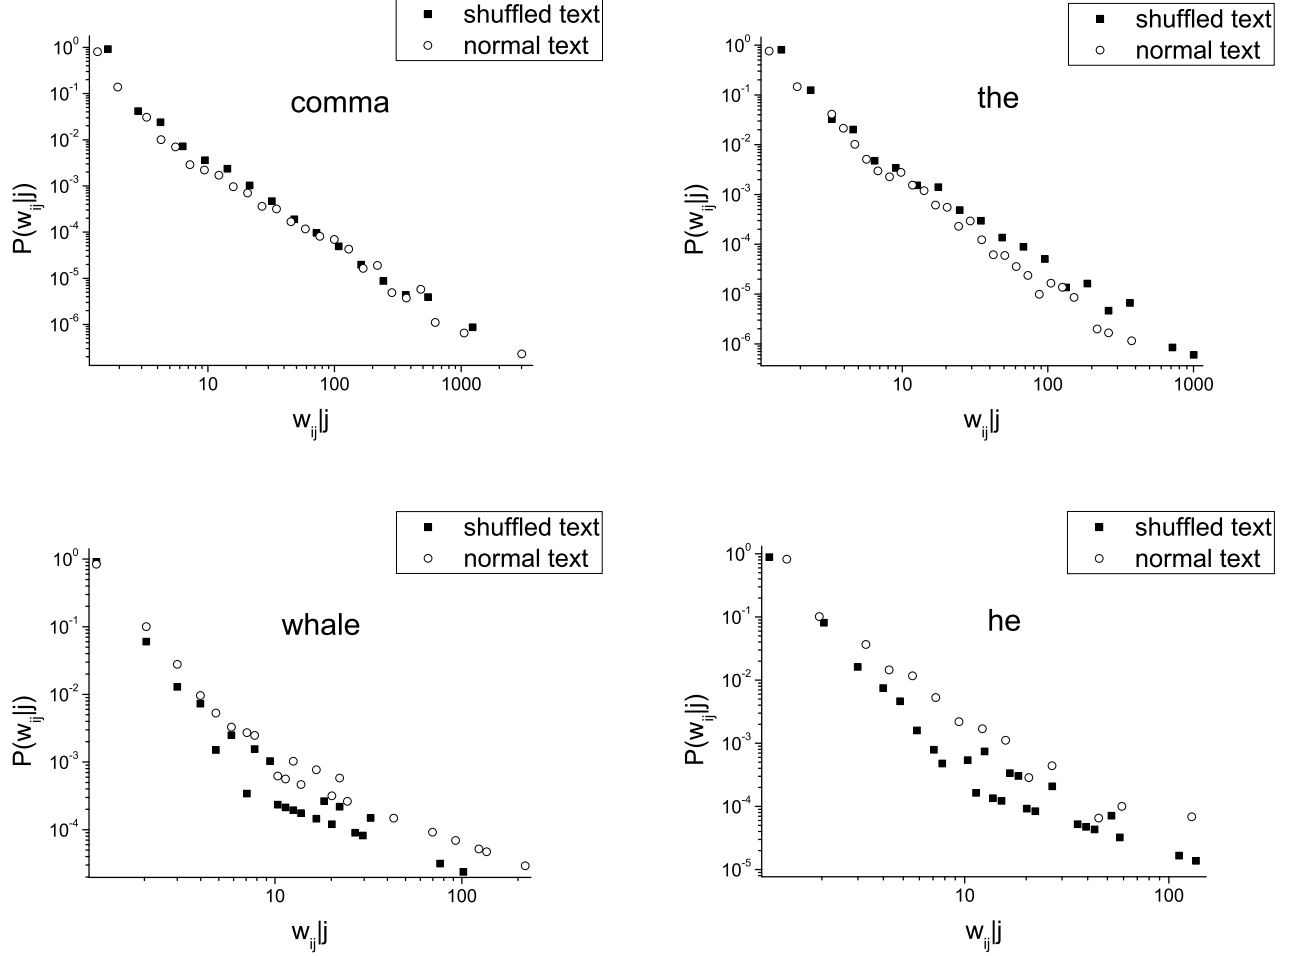 shuffled text
normal text
comma
10^0
10^-1
10^-2
10^-3
10^-4
10^-5
10^-6
P(w_ij|j)
10 100 1000
w_ij|j
shuffled text
normal text
the
10^0
10^-1
10^-2
10^-3
10^-4
10^-5
10^-6
P(w_ij|j)
10 100 1000
w_ij|j
shuffled text
normal text
whale
10^0
10^-1
10^-2
10^-3
10^-4
P(w_ij|j)
10 100
w_ij|j
shuffled text
normal text
he
10^0
10^-1
10^-2
10^-3
10^-4
10^-5
P(w_ij|j)
10 100
w_ij|j